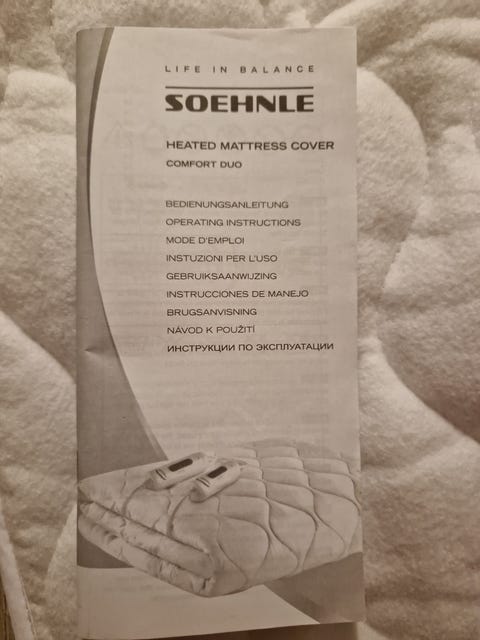 LIFE IN BALANCE
SOEHNLE
HEATED MATTRESS COVER
COMFORT DUO
BEDIENUNGSANLEITUNG
OPERATING INSTRUCTIONS
MODE D'EMPLOI
INSTUZIONI PER L'USO
GEBRUIKSAANWIJZING
INSTRUCCIONES DE MANEJO
BRUGSANVISNING
NÁVOD K POUŽITÍ
ИНСТРУКЦИИ ПО ЭКСПЛУАТАЦИИ